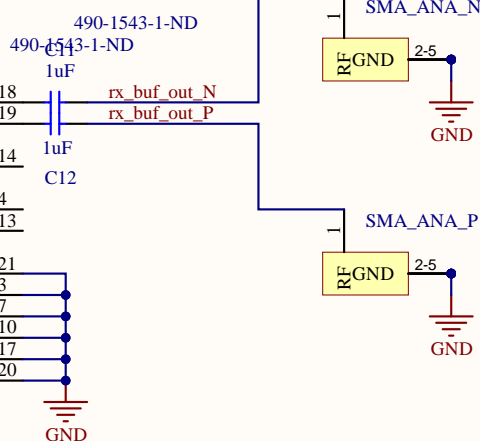 490-1543-1-ND
SMA_ANA_N
490-1543-1-ND
C11
1uF
1
RF
GND
2-5
GND
18
rx_buf_out_N
19
rx_buf_out_P
1uF
14
C12
4
13
1
SMA_ANA_P
RF
GND
2-5
GND
21
3
7
10
17
20
GND